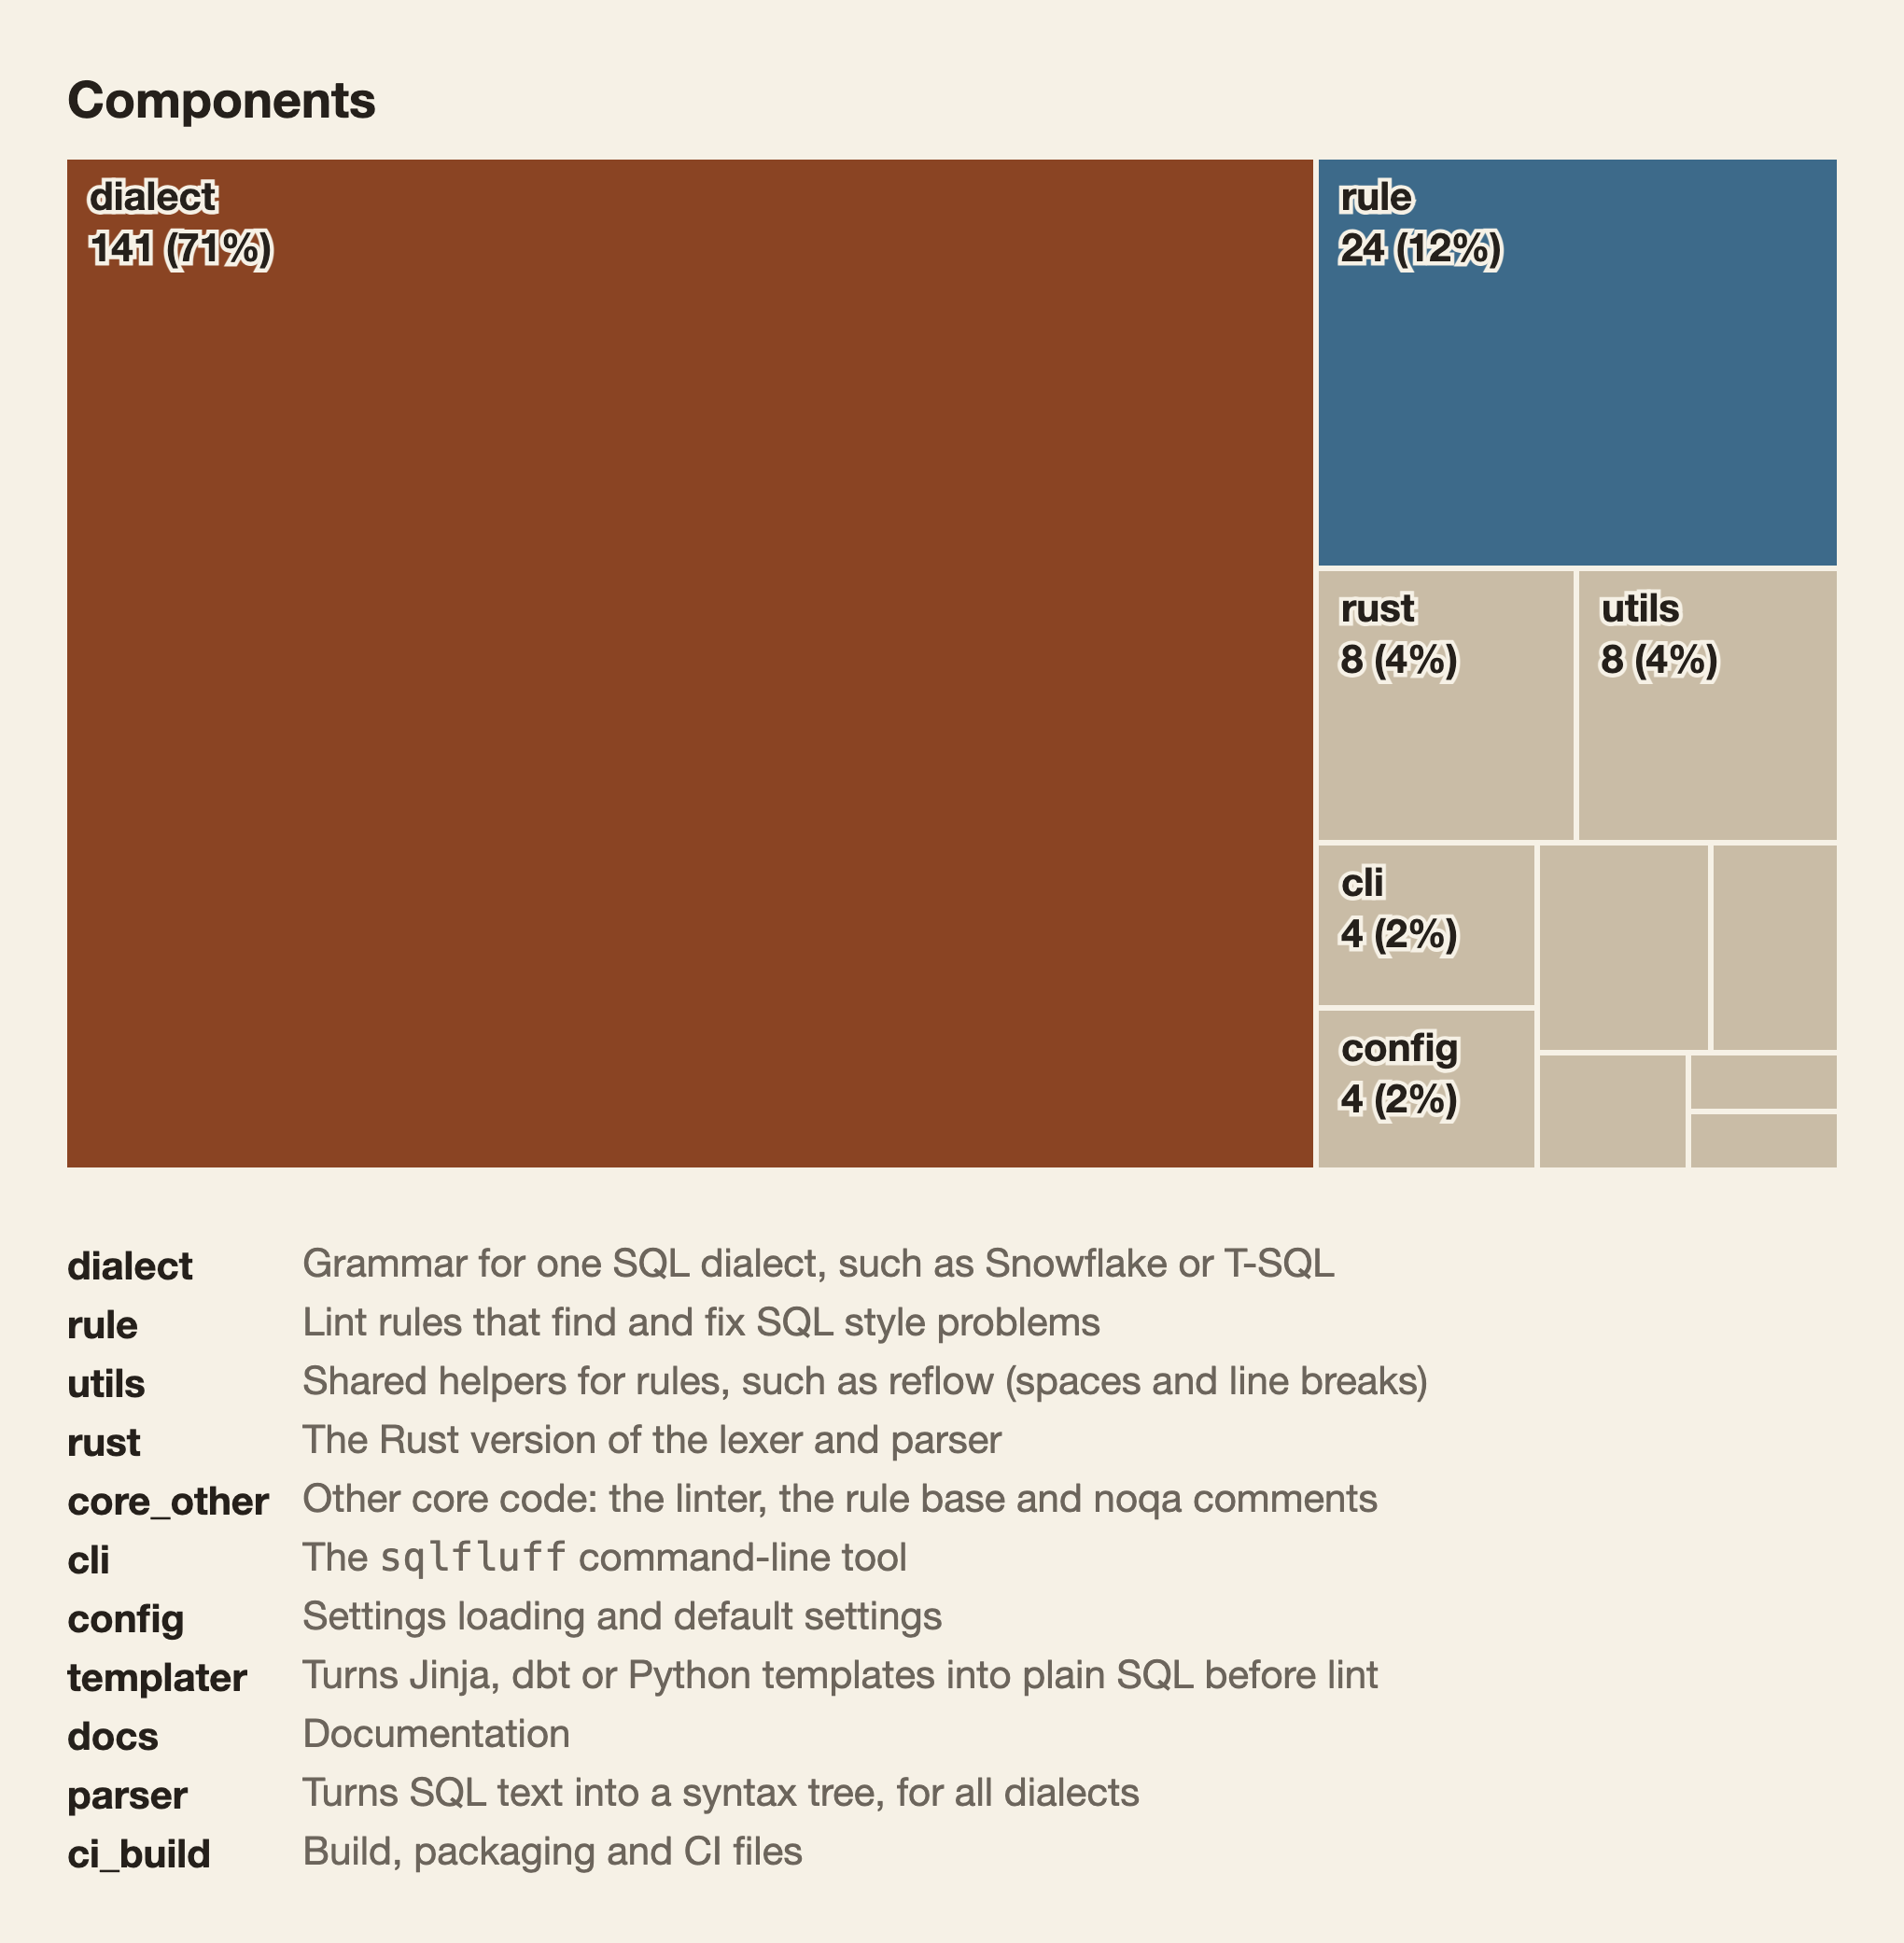 Components
dialect
141 (71%)
rule
24 (12%)
rust
8 (4%)
utils
8 (4%)
cli
4 (2%)
config
4 (2%)
dialect Grammar for one SQL dialect, such as Snowflake or T-SQL
rule Lint rules that find and fix SQL style problems
utils Shared helpers for rules, such as reflow (spaces and line breaks)
rust The Rust version of the lexer and parser
core_other Other core code: the linter, the rule base and noqa comments
cli The sqlfluff command-line tool
config Settings loading and default settings
templater Turns Jinja, dbt or Python templates into plain SQL before lint
docs Documentation
parser Turns SQL text into a syntax tree, for all dialects
ci_build Build, packaging and CI files